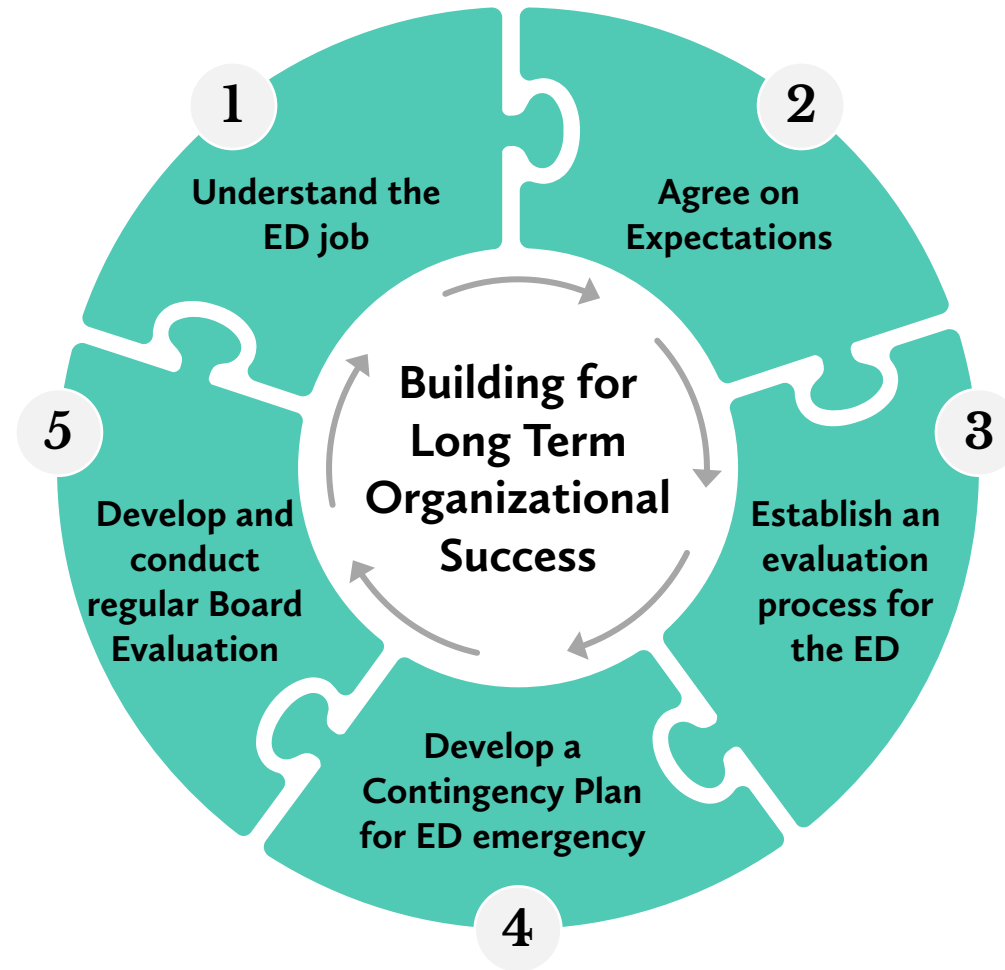 1
Understand the
ED job
2
Agree on
Expectations
3
Establish an
evaluation
process for
the ED
4
Develop a
Contingency Plan
for ED emergency
5
Develop and
conduct
regular Board
Evaluation
Building for
Long Term
Organizational
Success